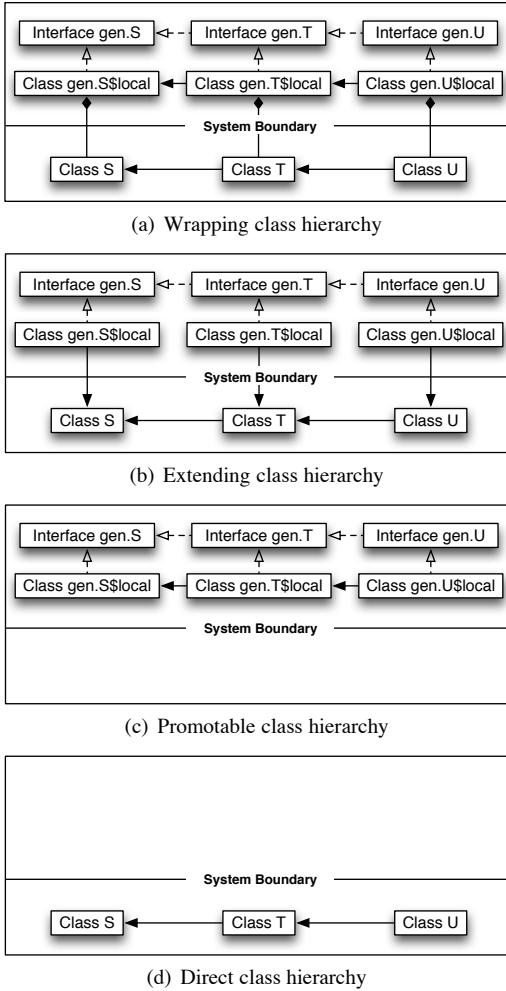 Interface gen.S Interface gen.T Interface gen.U
Class gen.S$local Class gen.T$local Class gen.U$local
System Boundary
Class S Class T Class U
(a) Wrapping class hierarchy
Interface gen.S Interface gen.T Interface gen.U
Class gen.S$local Class gen.T$local Class gen.U$local
System Boundary
Class S Class T Class U
(b) Extending class hierarchy
Interface gen.S Interface gen.T Interface gen.U
Class gen.S$local Class gen.T$local Class gen.U$local
System Boundary
(c) Promotable class hierarchy
System Boundary
Class S Class T Class U
(d) Direct class hierarchy